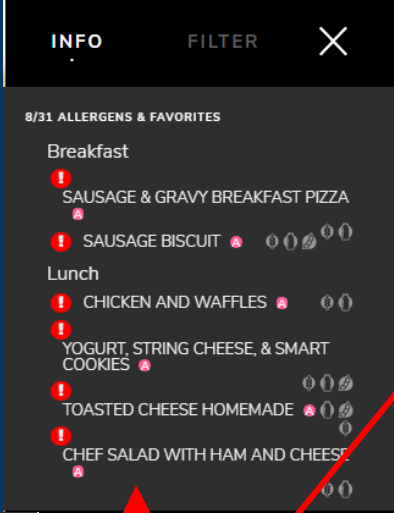 INFO FILTER
8/31 ALLERGENS & FAVORITES
Breakfast
! SAUSAGE & GRAVY BREAKFAST PIZZA
A
! SAUSAGE BISCUIT A
Lunch
! CHICKEN AND WAFFLES A
!
YOGURT, STRING CHEESE, & SMART
COOKIES A
!
TOASTED CHEESE HOMEMADE A
!
CHEF SALAD WITH HAM AND CHEESE
A